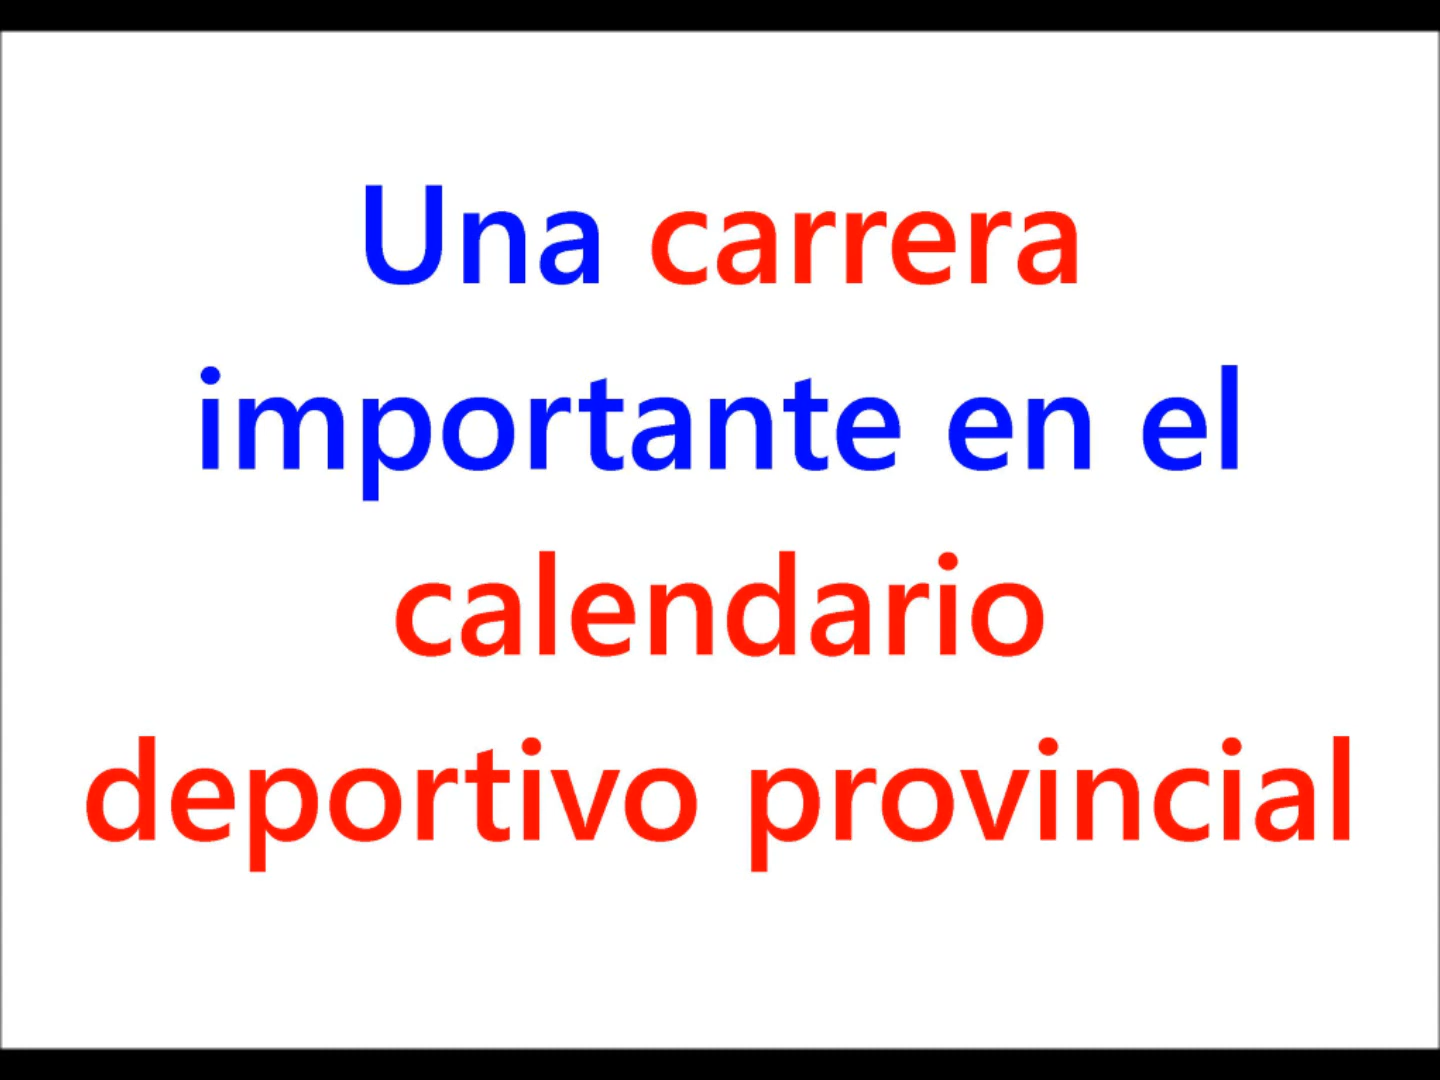 Una carrera
importante en el
calendario
deportivo provincial